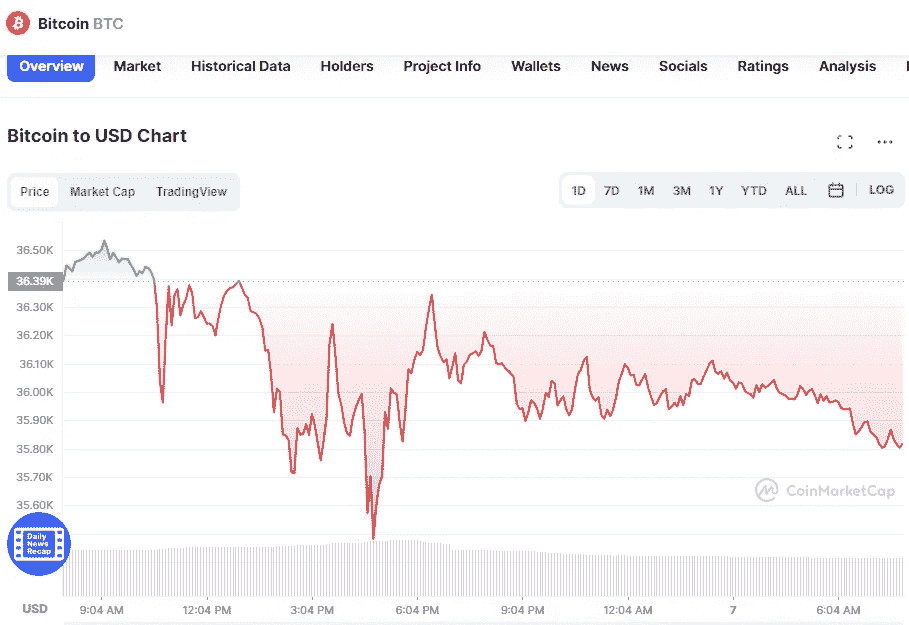 Bitcoin BTC
Overview Market Historical Data Holders Project Info Wallets News Socials Ratings Analysis
Bitcoin to USD Chart
Price Market Cap TradingView 1D 7D 1M 3M 1Y YTD ALL LOG
36.50K
36.39K
36.30K
36.20K
36.10K
36.00K
35.90K
35.80K
35.70K
35.60K
CoinMarketCap
Daily
News
Recap
USD 9:04 AM 12:04 PM 3:04 PM 6:04 PM 9:04 PM 12:04 AM 7 6:04 AM